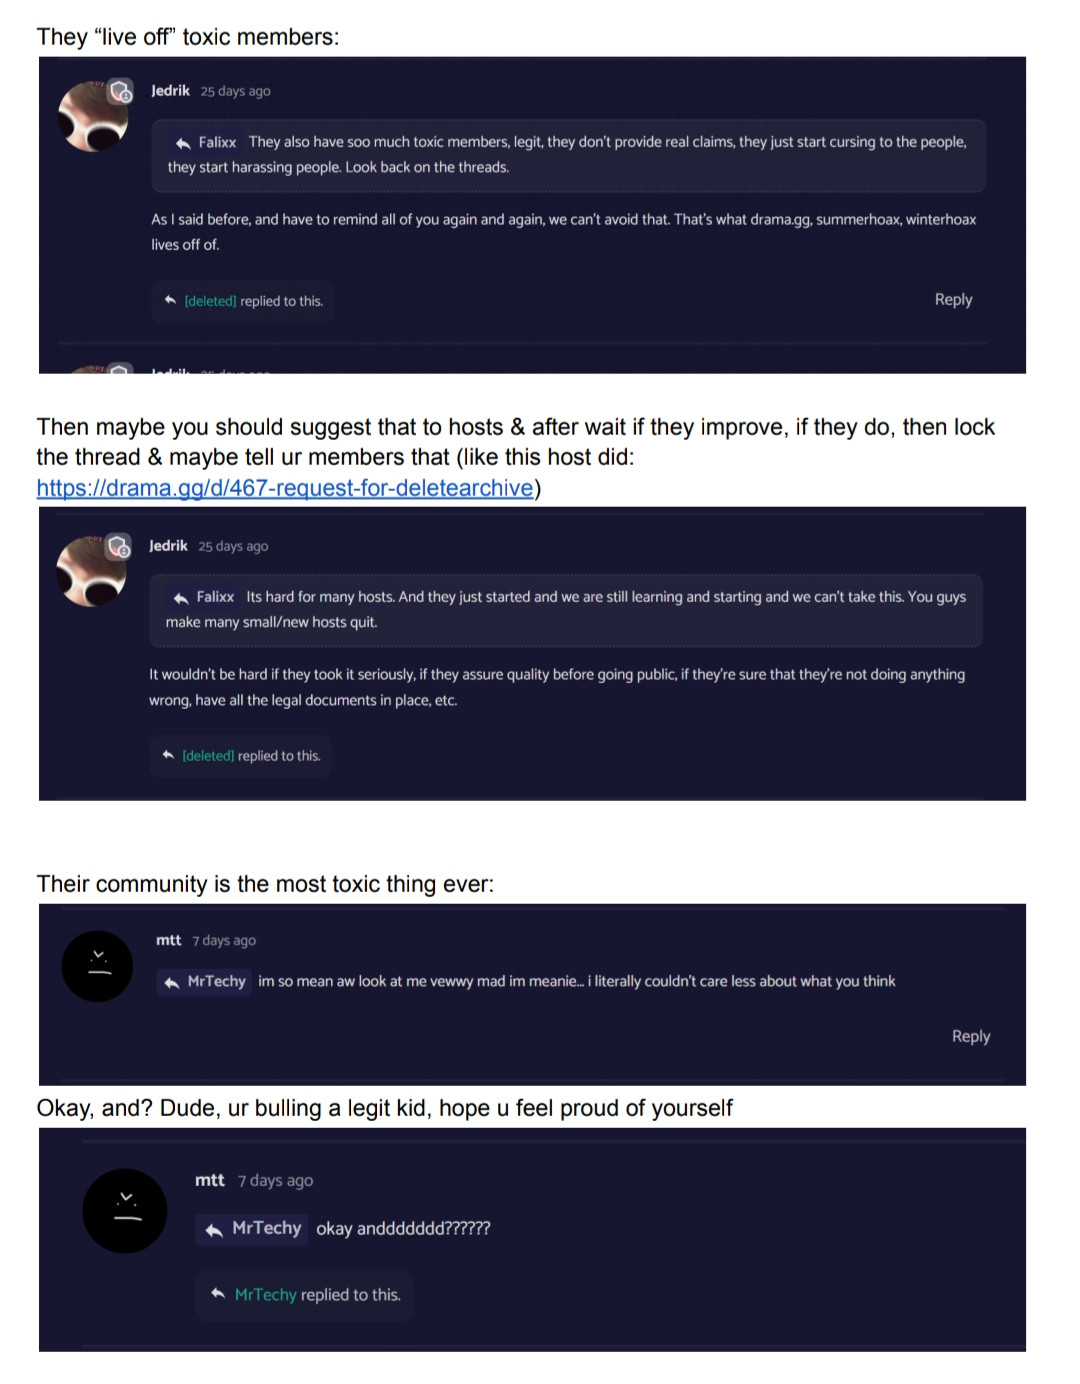 They “live off” toxic members:
Jedrik 25 days ago
Falixx They also have soo much toxic members, legit, they don't provide real claims, they just start cursing to the people,
they start harassing people. Look back on the threads.
As I said before, and have to remind all of you again and again, we can't avoid that. That's what drama.gg, summerhoax, winterhoax
lives off of.
[deleted] replied to this.
Reply
Jedrik 25 days ago
Then maybe you should suggest that to hosts & after wait if they improve, if they do, then lock
the thread & maybe tell ur members that (like this host did:
https://drama.gg/d/467-request-for-deletearchive)
Jedrik 25 days ago
Falixx Its hard for many hosts. And they just started and we are still learning and starting and we can't take this. You guys
make many small/new hosts quit.
It wouldn't be hard if they took it seriously, if they assure quality before going public, if they're sure that they're not doing anything
wrong, have all the legal documents in place, etc.
[deleted] replied to this.
Their community is the most toxic thing ever:
mtt 7 days ago
MrTechy im so mean aw look at me vewwy mad im meanie... i literally couldn't care less about what you think
Reply
Okay, and? Dude, ur bulling a legit kid, hope u feel proud of yourself
mtt 7 days ago
MrTechy okay anddddddd??????
MrTechy replied to this.